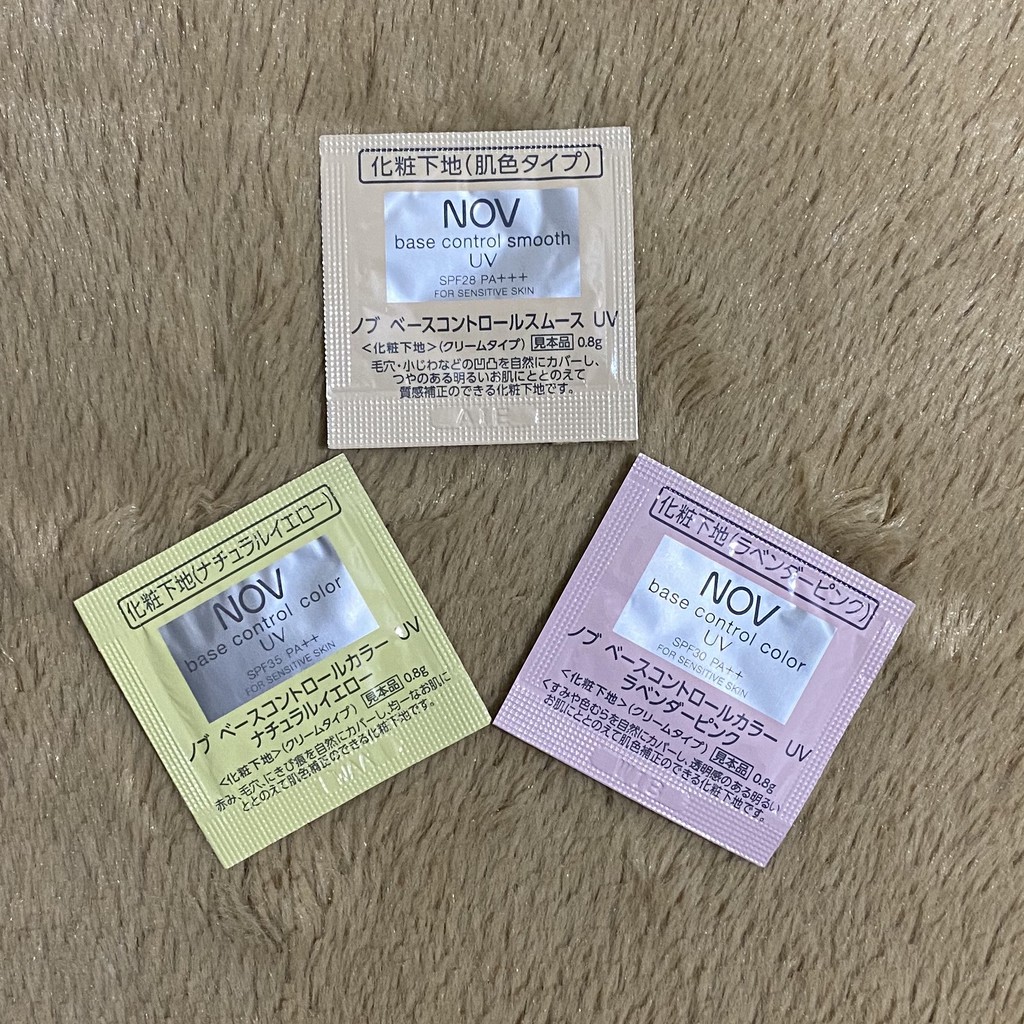 化粧下地(肌色タイプ)
NOV
base control smooth
UV
SPF28 PA+++
FOR SENSITIVE SKIN
ノブ ベースコントロールスムース UV
<化粧下地>(クリームタイプ) 見本品 0.8g
毛穴・小じわなどの凹凸を自然にカバーし、
つやのある明るいお肌にととのえて
質感補正のできる化粧下地です。
化粧下地(ナチュラルイエロー)
NOV
base control color
UV
SPF35 PA++
FOR SENSITIVE SKIN
ノブ ベースコントロールカラー UV
ナチュラルイエロー
<化粧下地>(クリームタイプ) 見本品 0.8g
赤み、毛穴、にきび痕を自然にカバーし、均一なお肌に
ととのえて肌色補正のできる化粧下地です。
化粧下地(ラベンダーピンク)
NOV
base control color
UV
SPF30 PA++
FOR SENSITIVE SKIN
ノブ ベースコントロールカラー UV
ラベンダーピンク
<化粧下地>(クリームタイプ) 見本品 0.8g
くすみや色むらを自然にカバーし、透明感のある明るい
お肌にととのえて肌色補正のできる化粧下地です。